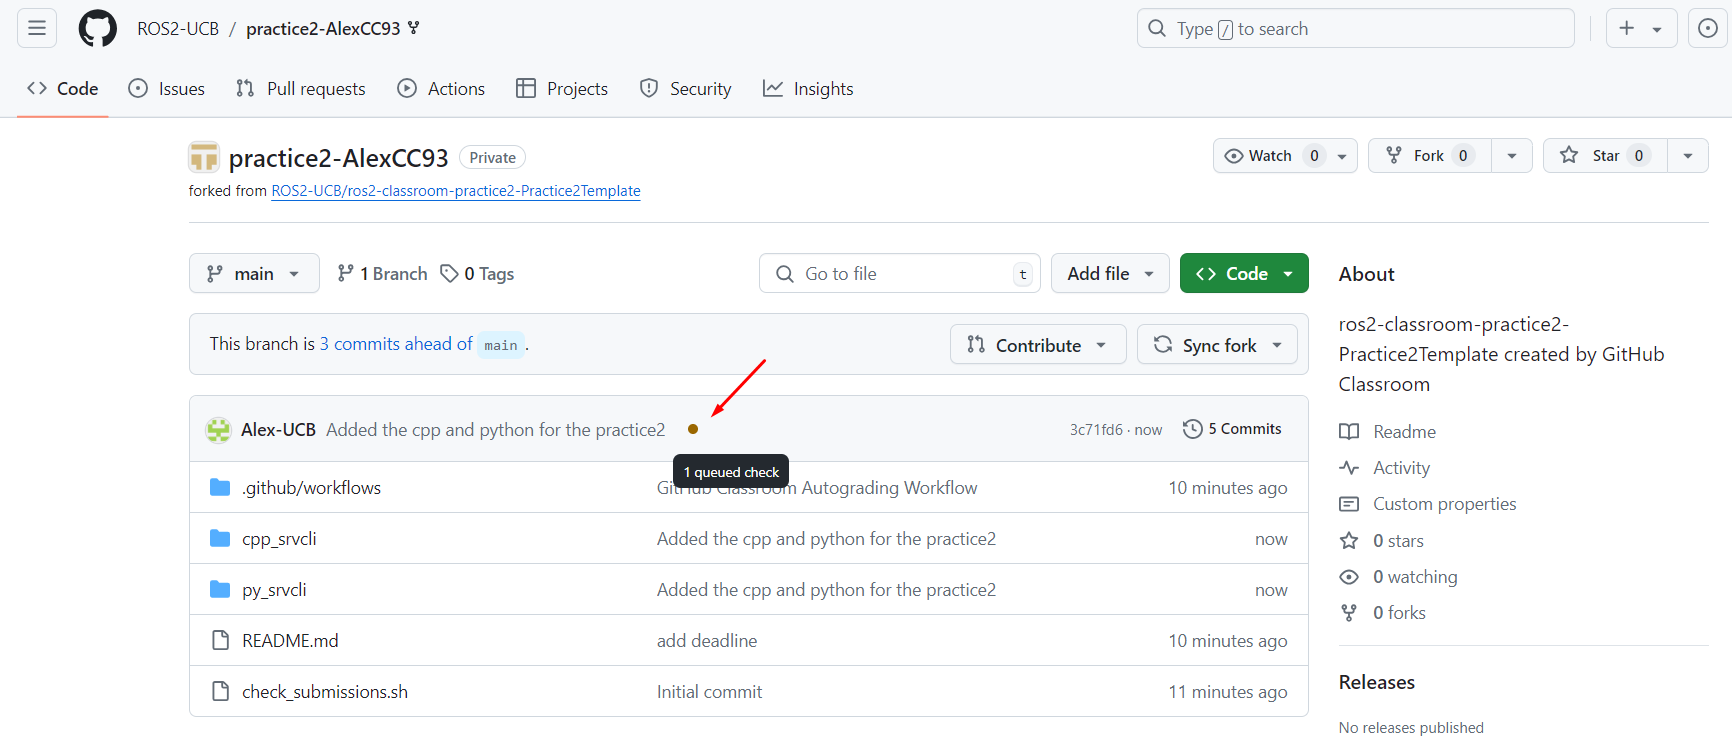 ROS2-UCB / practice2-AlexCC93
Type / to search
Code Issues Pull requests Actions Projects Security Insights
practice2-AlexCC93 Private
Watch 0 Fork 0 Star 0
forked from ROS2-UCB/ros2-classroom-practice2-Practice2Template
main 1 Branch 0 Tags
Go to file t
Add file
Code
This branch is 3 commits ahead of main .
Contribute Sync fork
Alex-UCB Added the cpp and python for the practice2 3c71fd6 · now 5 Commits
1 queued check
.github/workflows GitHub Classroom Autograding Workflow 10 minutes ago
cpp_srvcli Added the cpp and python for the practice2 now
py_srvcli Added the cpp and python for the practice2 now
README.md add deadline 10 minutes ago
check_submissions.sh Initial commit 11 minutes ago
About
ros2-classroom-practice2-
Practice2Template created by GitHub
Classroom
Readme
Activity
Custom properties
0 stars
0 watching
0 forks
Releases
No releases published